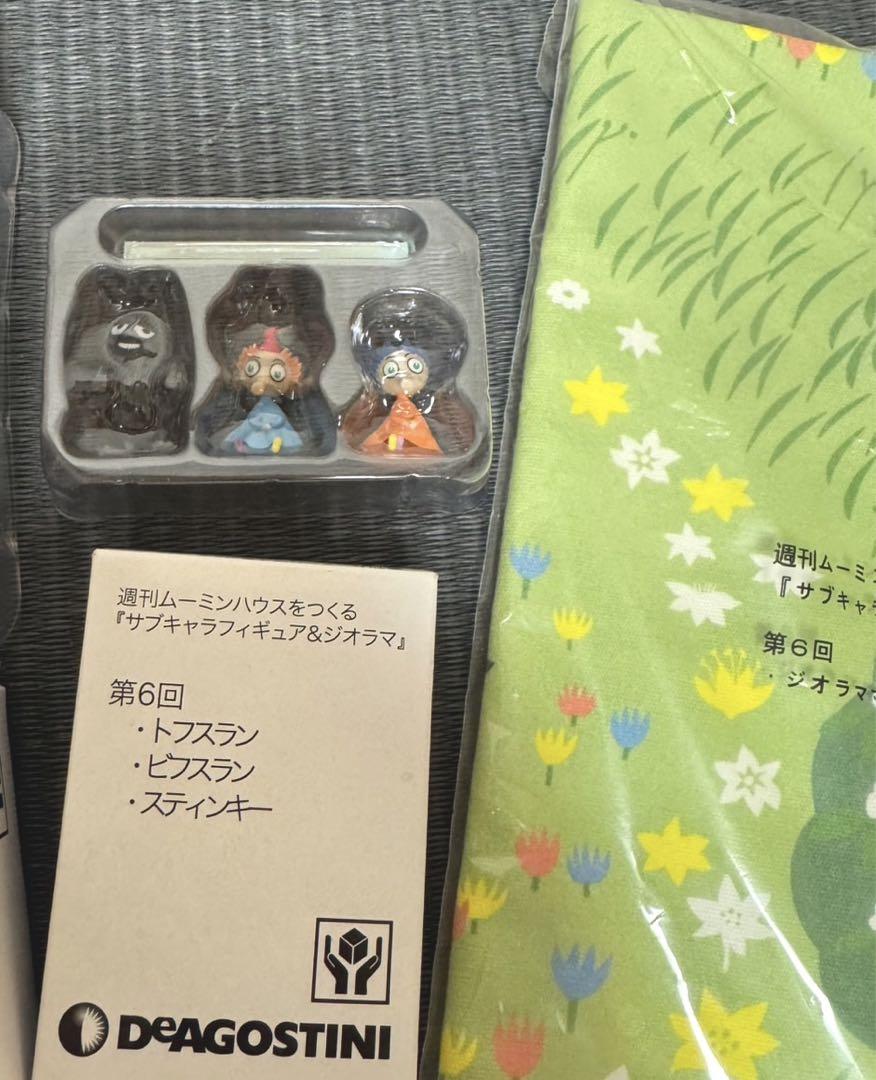 週刊ムーミンハウスをつくる
『サブキャラフィギュア&ジオラマ』
第6回
・トフスラン
・ビフスラン
・スティンキー
DeAGOSTINI
週刊ムーミン
『サブキャラ
第6回
・ジオラママ